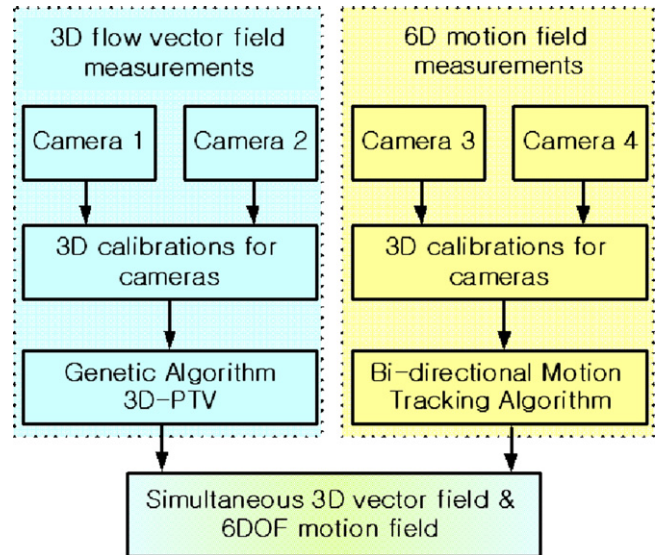 3D flow vector field
measurements
Camera 1
Camera 2
3D calibrations for
cameras
Genetic Algorithm
3D-PTV
6D motion field
measurements
Camera 3
Camera 4
3D calibrations for
cameras
Bi-directional Motion
Tracking Algorithm
Simultaneous 3D vector field &
6DOF motion field